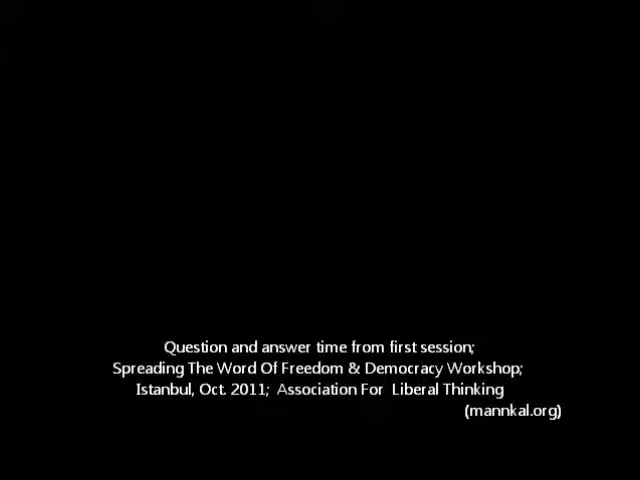 Question and answer time from first session;
Spreading The Word Of Freedom & Democracy Workshop;
Istanbul, Oct. 2011; Association For Liberal Thinking
(mannkal.org)